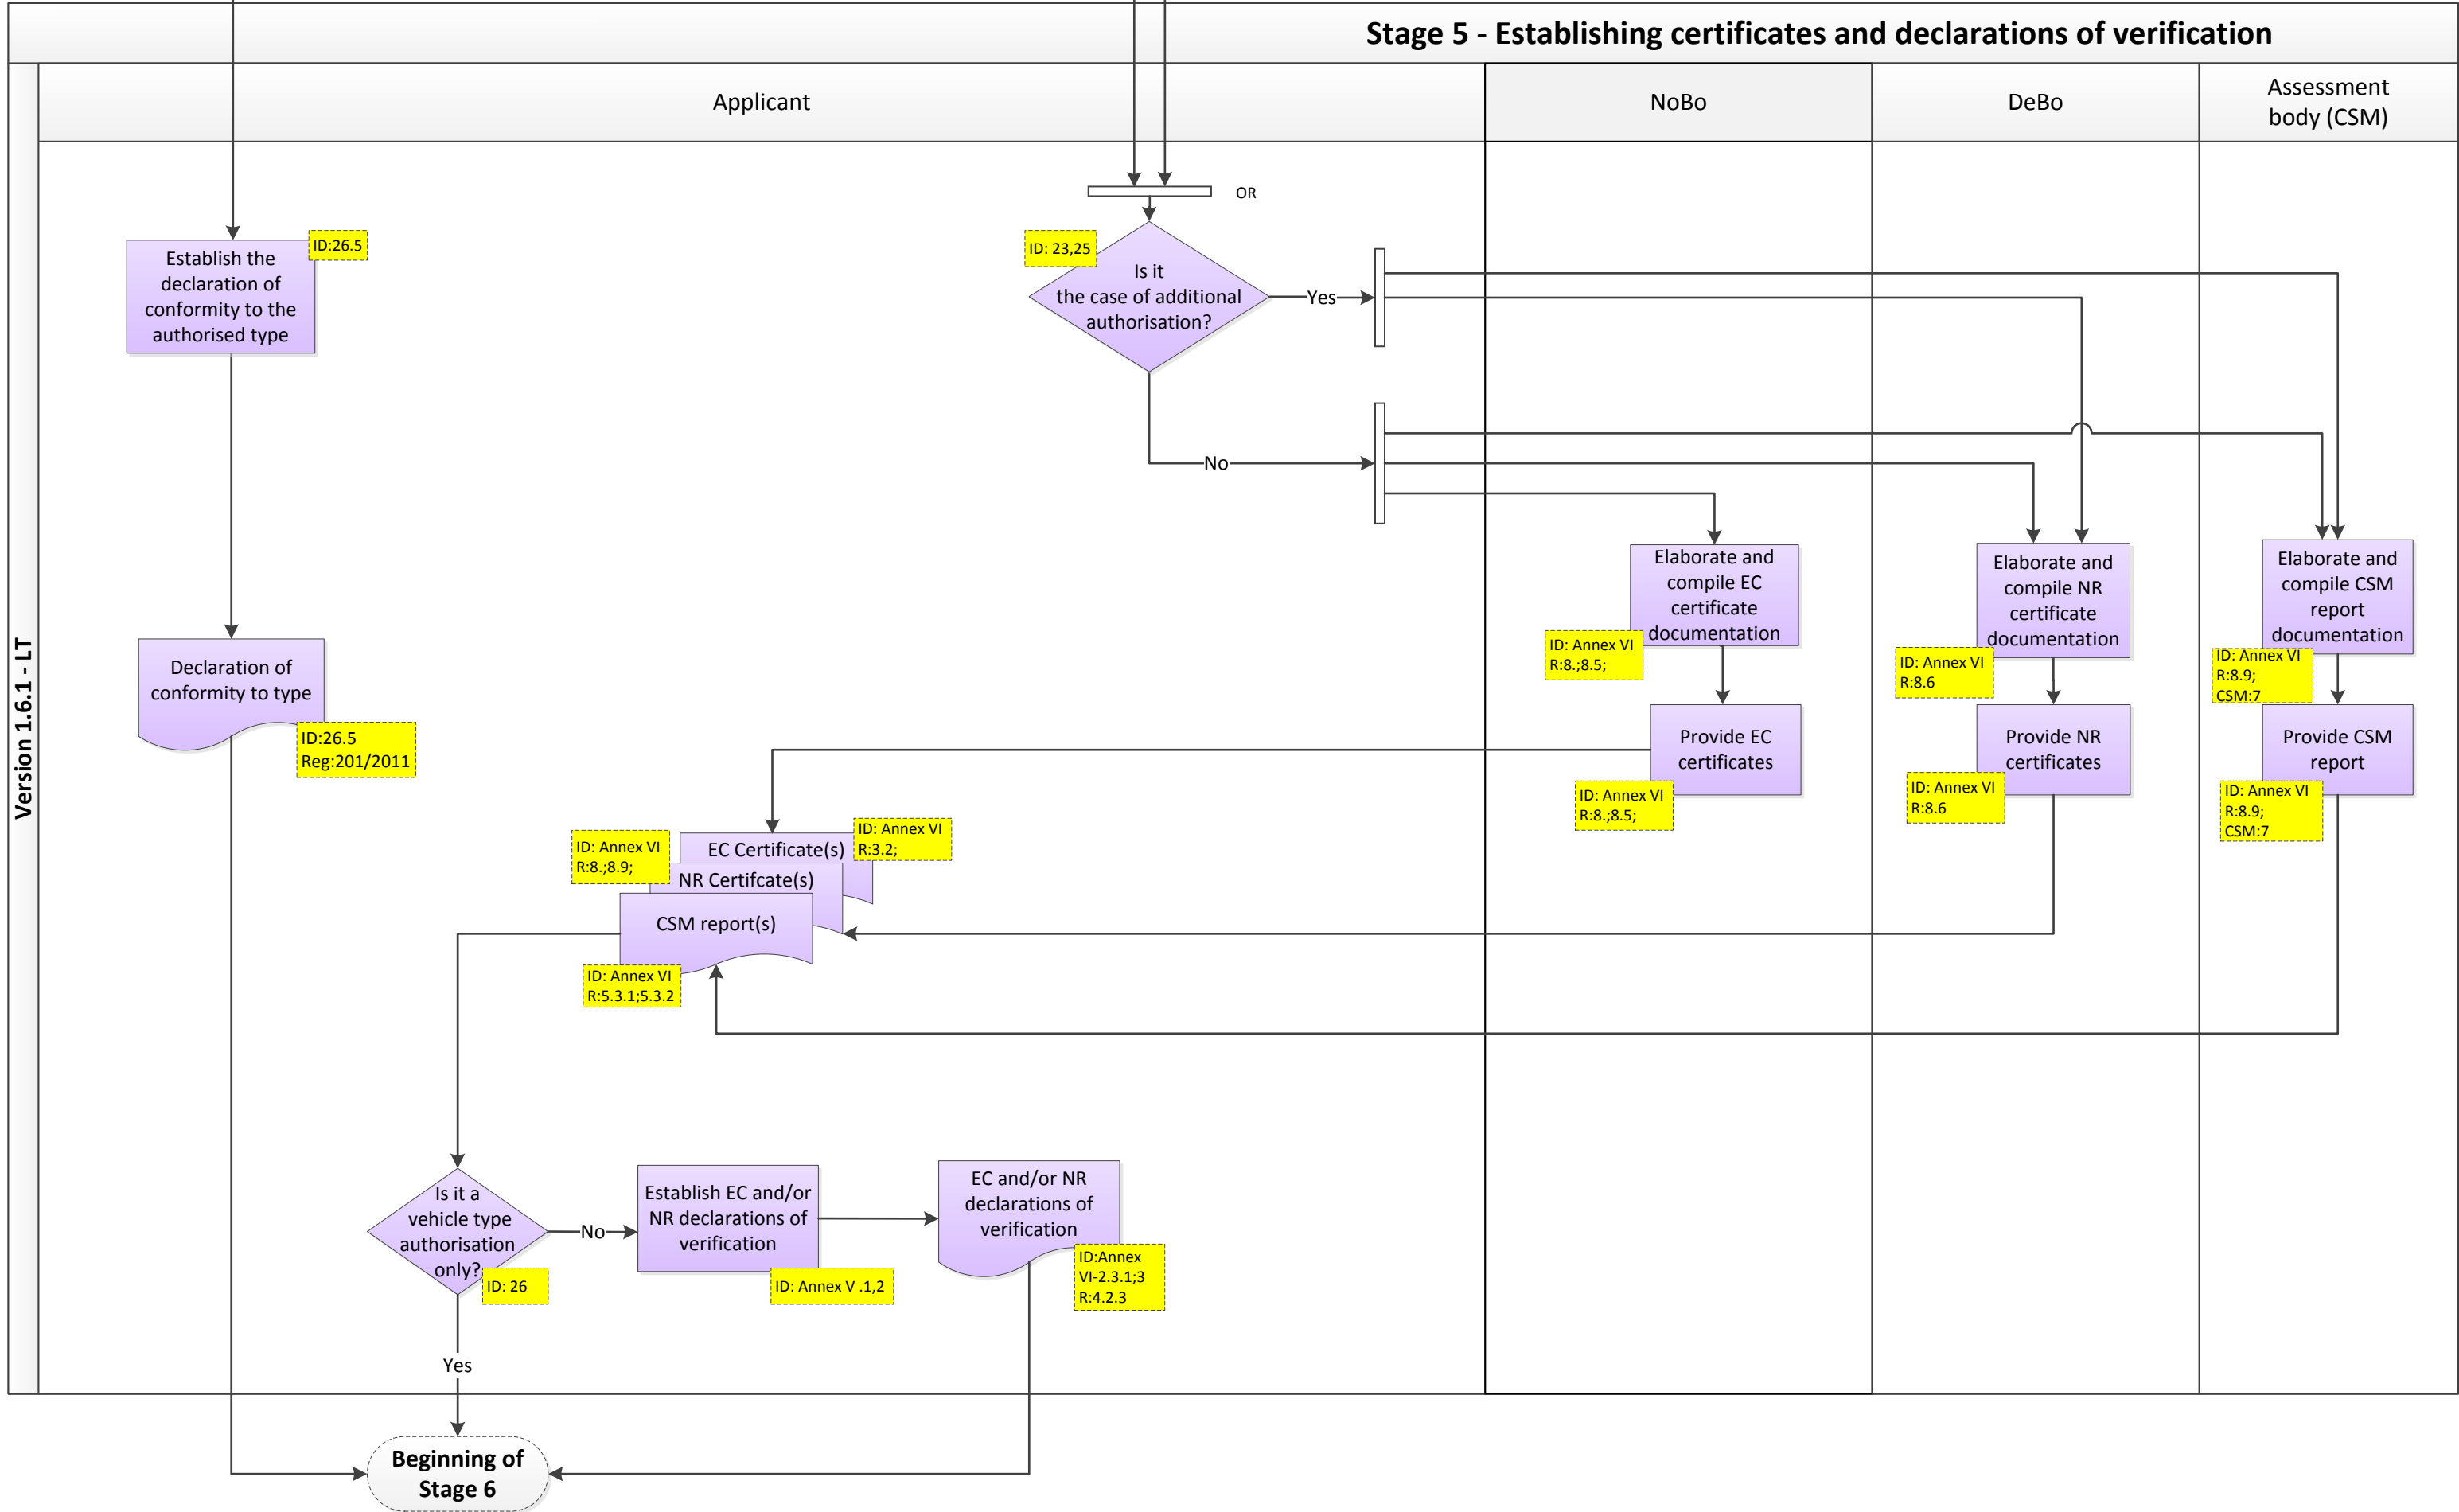 Stage 5 - Establishing certificates and declarations of verification
Applicant
NoBo
DeBo
Assessment
body (CSM)
Version 1.6.1 - LT
OR
ID:26.5
Establish the
declaration of
conformity to the
authorised type
ID: 23,25
Is it
the case of additional
authorisation?
Yes
No
Elaborate and
compile EC
certificate
documentation
ID: Annex VI
R:8.;8.5;
Elaborate and
compile NR
certificate
documentation
ID: Annex VI
R:8.6
Elaborate and
compile CSM
report
documentation
ID: Annex VI
R:8.9;
CSM:7
Declaration of
conformity to type
ID:26.5
Reg:201/2011
Provide EC
certificates
ID: Annex VI
R:8.;8.5;
Provide NR
certificates
ID: Annex VI
R:8.6
Provide CSM
report
ID: Annex VI
R:8.9;
CSM:7
ID: Annex VI
R:8.;8.9;
EC Certificate(s)
ID: Annex VI
R:3.2;
NR Certifcate(s)
CSM report(s)
ID: Annex VI
R:5.3.1;5.3.2
Is it a
vehicle type
authorisation
only?
ID: 26
No
Establish EC and/or
NR declarations of
verification
ID: Annex V .1,2
EC and/or NR
declarations of
verification
ID:Annex
VI-2.3.1;3
R:4.2.3
Yes
Beginning of
Stage 6